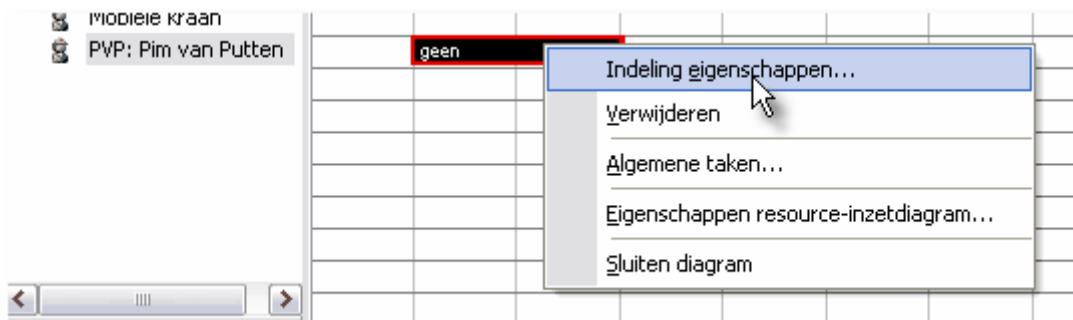 Mobiele kraan
PVP: Pim van Putten
geen
Indeling eigenschappen...
Verwijderen
Algemene taken...
Eigenschappen resource-inzetdiagram...
Sluiten diagram